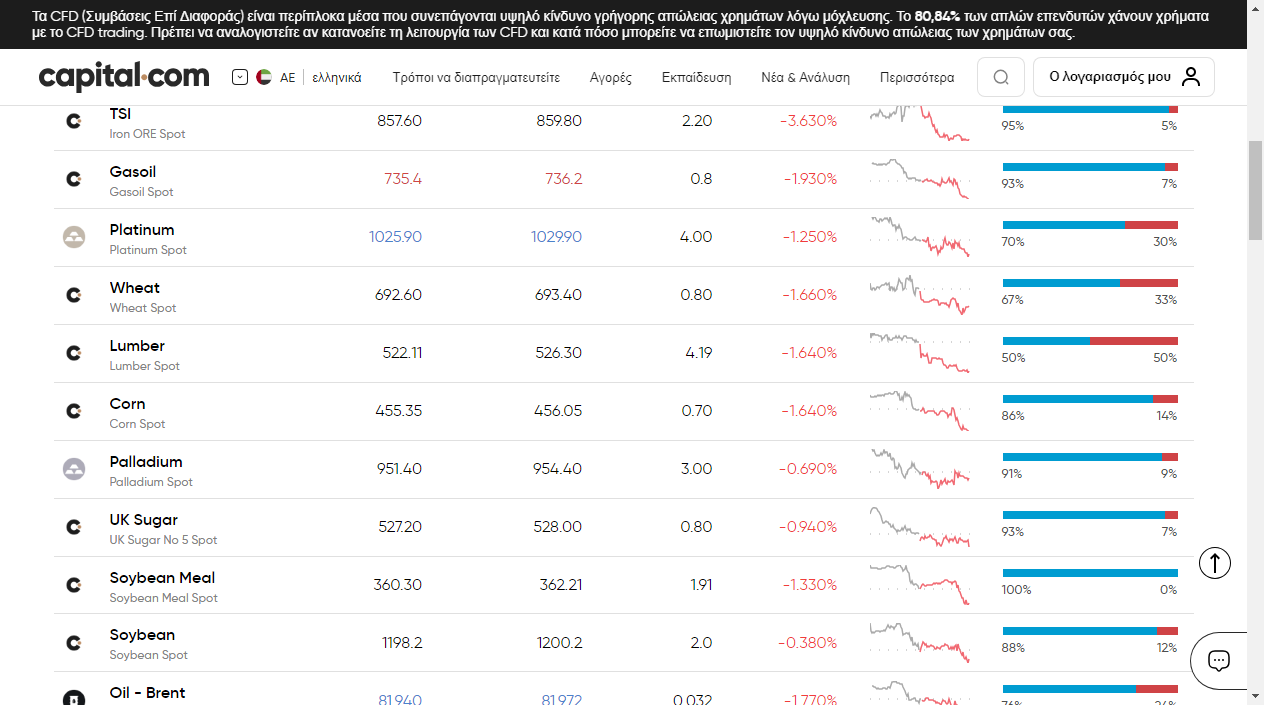 Τα CFD (Συμβάσεις Επί Διαφοράς) είναι περίπλοκα μέσα που συνεπάγονται υψηλό κίνδυνο γρήγορης απώλειας χρημάτων λόγω μόχλευσης. Το 80,84% των απλών επενδυτών χάνουν χρήματα
με το CFD trading. Πρέπει να αναλογιστείτε αν κατανοείτε τη λειτουργία των CFD και κατά πόσο μπορείτε να επωμιστείτε τον υψηλό κίνδυνο απώλειας των χρημάτων σας.
capital.com AE ελληνικά Τρόποι να διαπραγματευτείτε Αγορές Εκπαίδευση Νέα & Ανάλυση Περισσότερα Ο λογαριασμός μου
TSI 857.60 859.80 2.20 -3.630%
Iron ORE Spot 95% 5%
Gasoil 735.4 736.2 0.8 -1.930%
Gasoil Spot 93% 7%
Platinum 1025.90 1029.90 4.00 -1.250%
Platinum Spot 70% 30%
Wheat 692.60 693.40 0.80 -1.660%
Wheat Spot 67% 33%
Lumber 522.11 526.30 4.19 -1.640%
Lumber Spot 50% 50%
Corn 455.35 456.05 0.70 -1.640%
Corn Spot 86% 14%
Palladium 951.40 954.40 3.00 -0.690%
Palladium Spot 91% 9%
UK Sugar 527.20 528.00 0.80 -0.940%
UK Sugar No 5 Spot 93% 7%
Soybean Meal 360.30 362.21 1.91 -1.330%
Soybean Meal Spot 100% 0%
Soybean 1198.2 1200.2 2.0 -0.380%
Soybean Spot 88% 12%
Oil - Brent 81.940 81.972 0.032 -1.770%